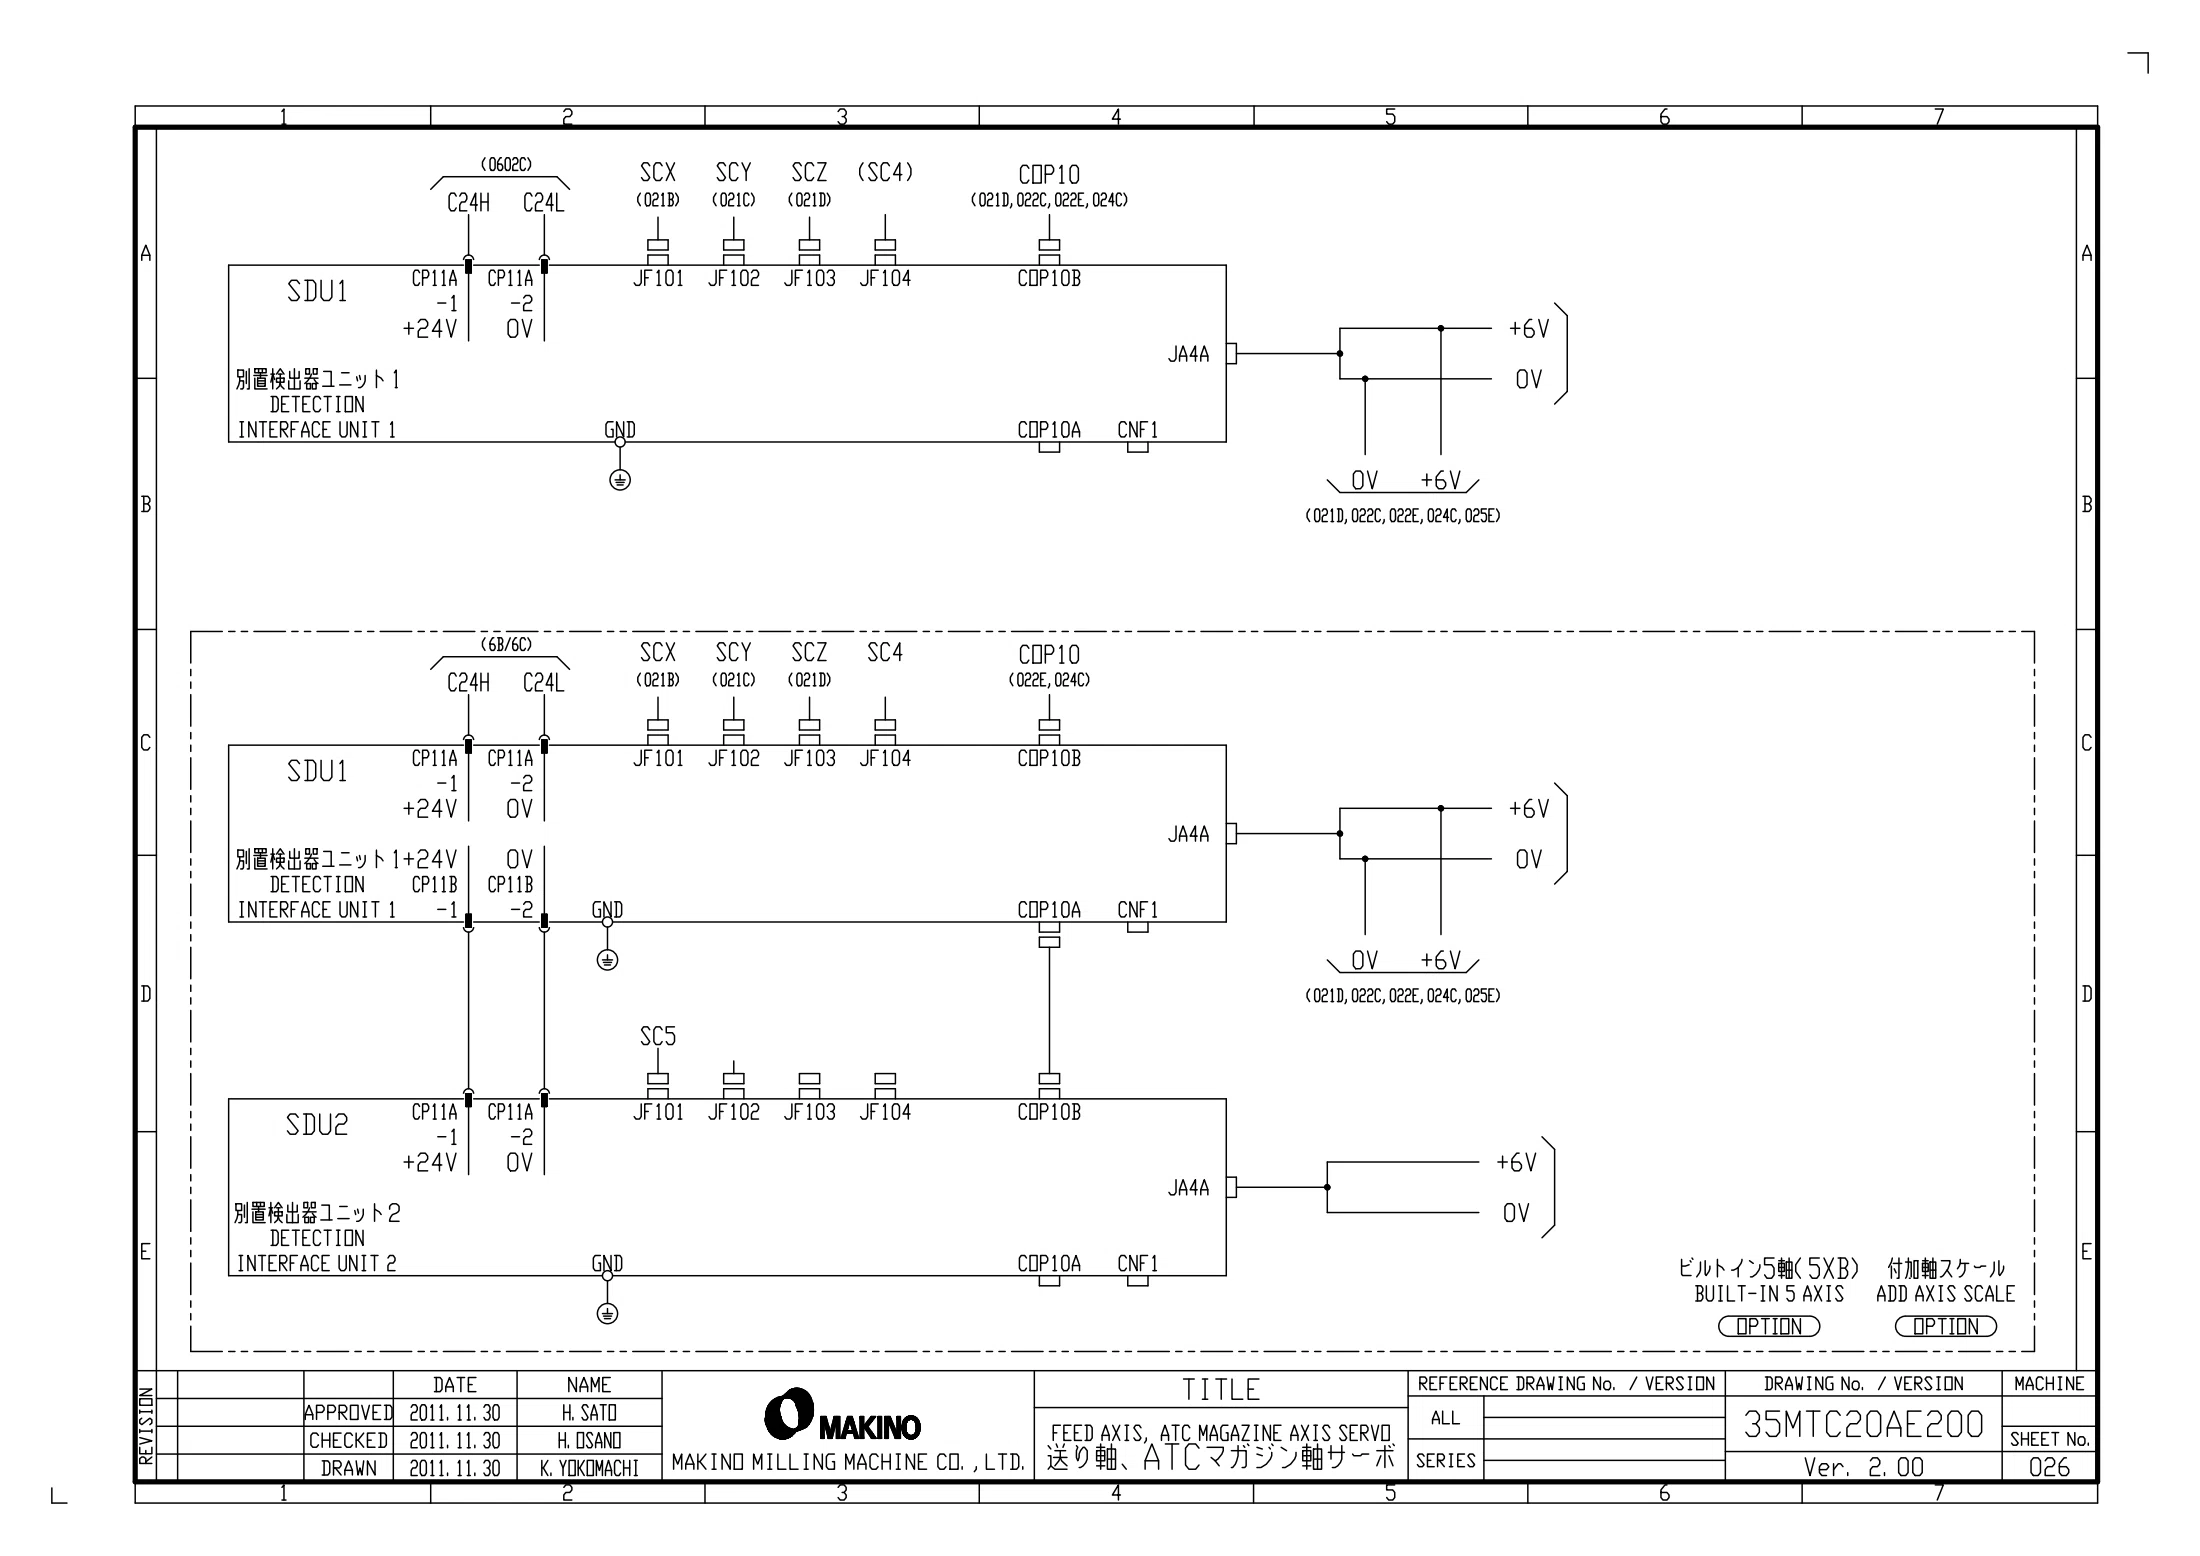 1 2 3 4 5 6 7
(0602C)
C24H C24L
SCX SCY SCZ (SC4) COP10
(021B) (021C) (021D) (021D, 022C, 022E, 024C)
A A
SDU1
CP11A CP11A JF101 JF102 JF103 JF104 COP10B
-1 -2
+24V 0V
JA4A
+6V
0V
別置検出器ユニット1
DETECTION
INTERFACE UNIT 1
GND COP10A CNF1
0V +6V
(021D, 022C, 022E, 024C, 025E)
B B
(6B/6C)
C24H C24L
SCX SCY SCZ SC4 COP10
(021B) (021C) (021D) (022E, 024C)
C C
SDU1
CP11A CP11A JF101 JF102 JF103 JF104 COP10B
-1 -2
+24V 0V
JA4A
+6V
0V
別置検出器ユニット1 +24V 0V
DETECTION CP11B CP11B
INTERFACE UNIT 1 -1 -2
GND COP10A CNF1
0V +6V
(021D, 022C, 022E, 024C, 025E)
D D
SC5
SDU2
CP11A CP11A JF101 JF102 JF103 JF104 COP10B
-1 -2
+24V 0V
JA4A
+6V
0V
別置検出器ユニット2
DETECTION
INTERFACE UNIT 2
GND COP10A CNF1
E E
ビルトイン5軸(5XB) 付加軸スケール
BUILT-IN 5 AXIS ADD AXIS SCALE
OPTION OPTION
REVISION
DATE NAME
APPROVED 2011. 11. 30 H. SATO
CHECKED 2011. 11. 30 H. OSANO
DRAWN 2011. 11. 30 K. YOKOMACHI
MAKINO
MAKINO MILLING MACHINE CO. , LTD.
TITLE
FEED AXIS, ATC MAGAZINE AXIS SERVO
送り軸、ATCマガジン軸サーボ
REFERENCE DRAWING No. / VERSION
ALL
SERIES
DRAWING No. / VERSION
35MTC20AE200
Ver. 2. 00
MACHINE
SHEET No.
026
1 2 3 4 5 6 7